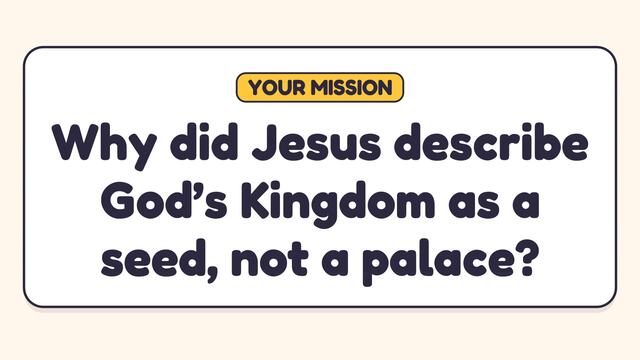 YOUR MISSION
Why did Jesus describe
God’s Kingdom as a
seed, not a palace?